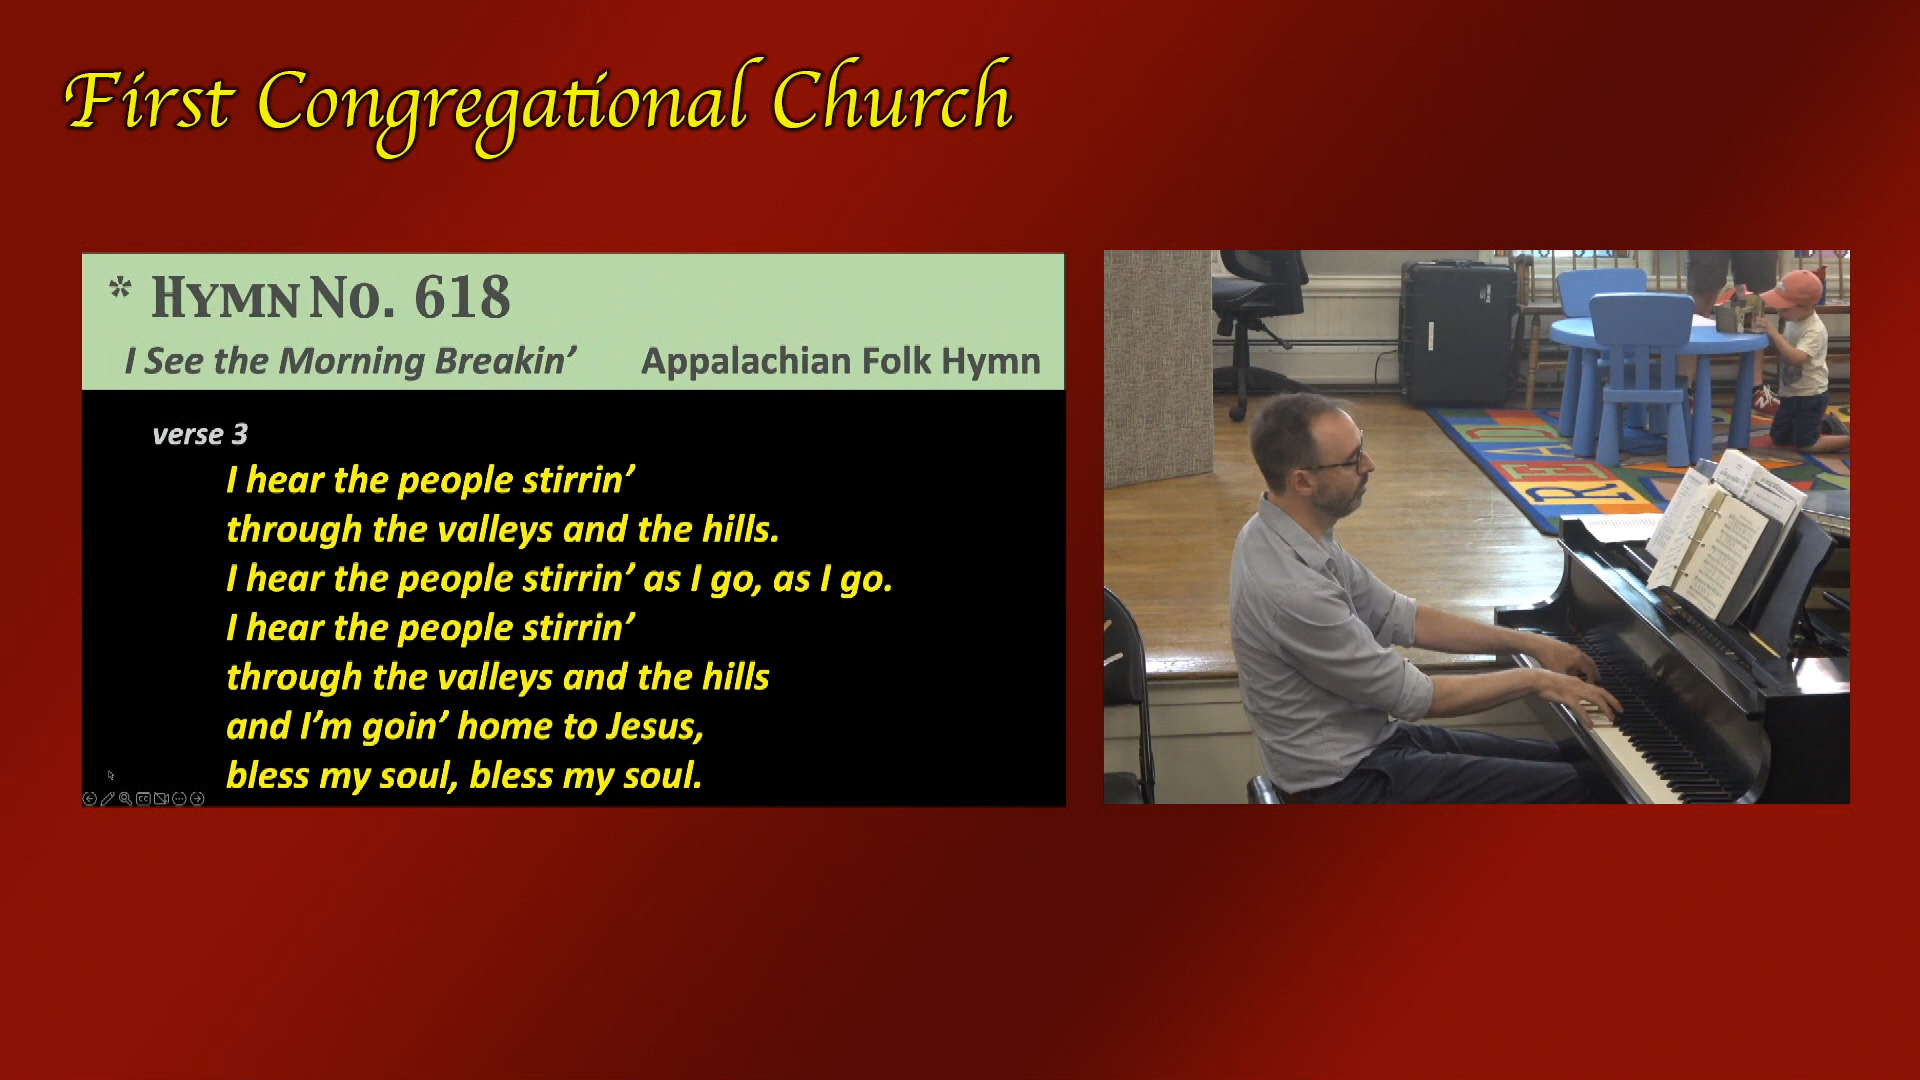 First Congregational Church
* HYMN NO. 618
I See the Morning Breakin’ Appalachian Folk Hymn
verse 3
I hear the people stirrin’
through the valleys and the hills.
I hear the people stirrin’ as I go, as I go.
I hear the people stirrin’
through the valleys and the hills
and I’m goin’ home to Jesus,
bless my soul, bless my soul.
READ